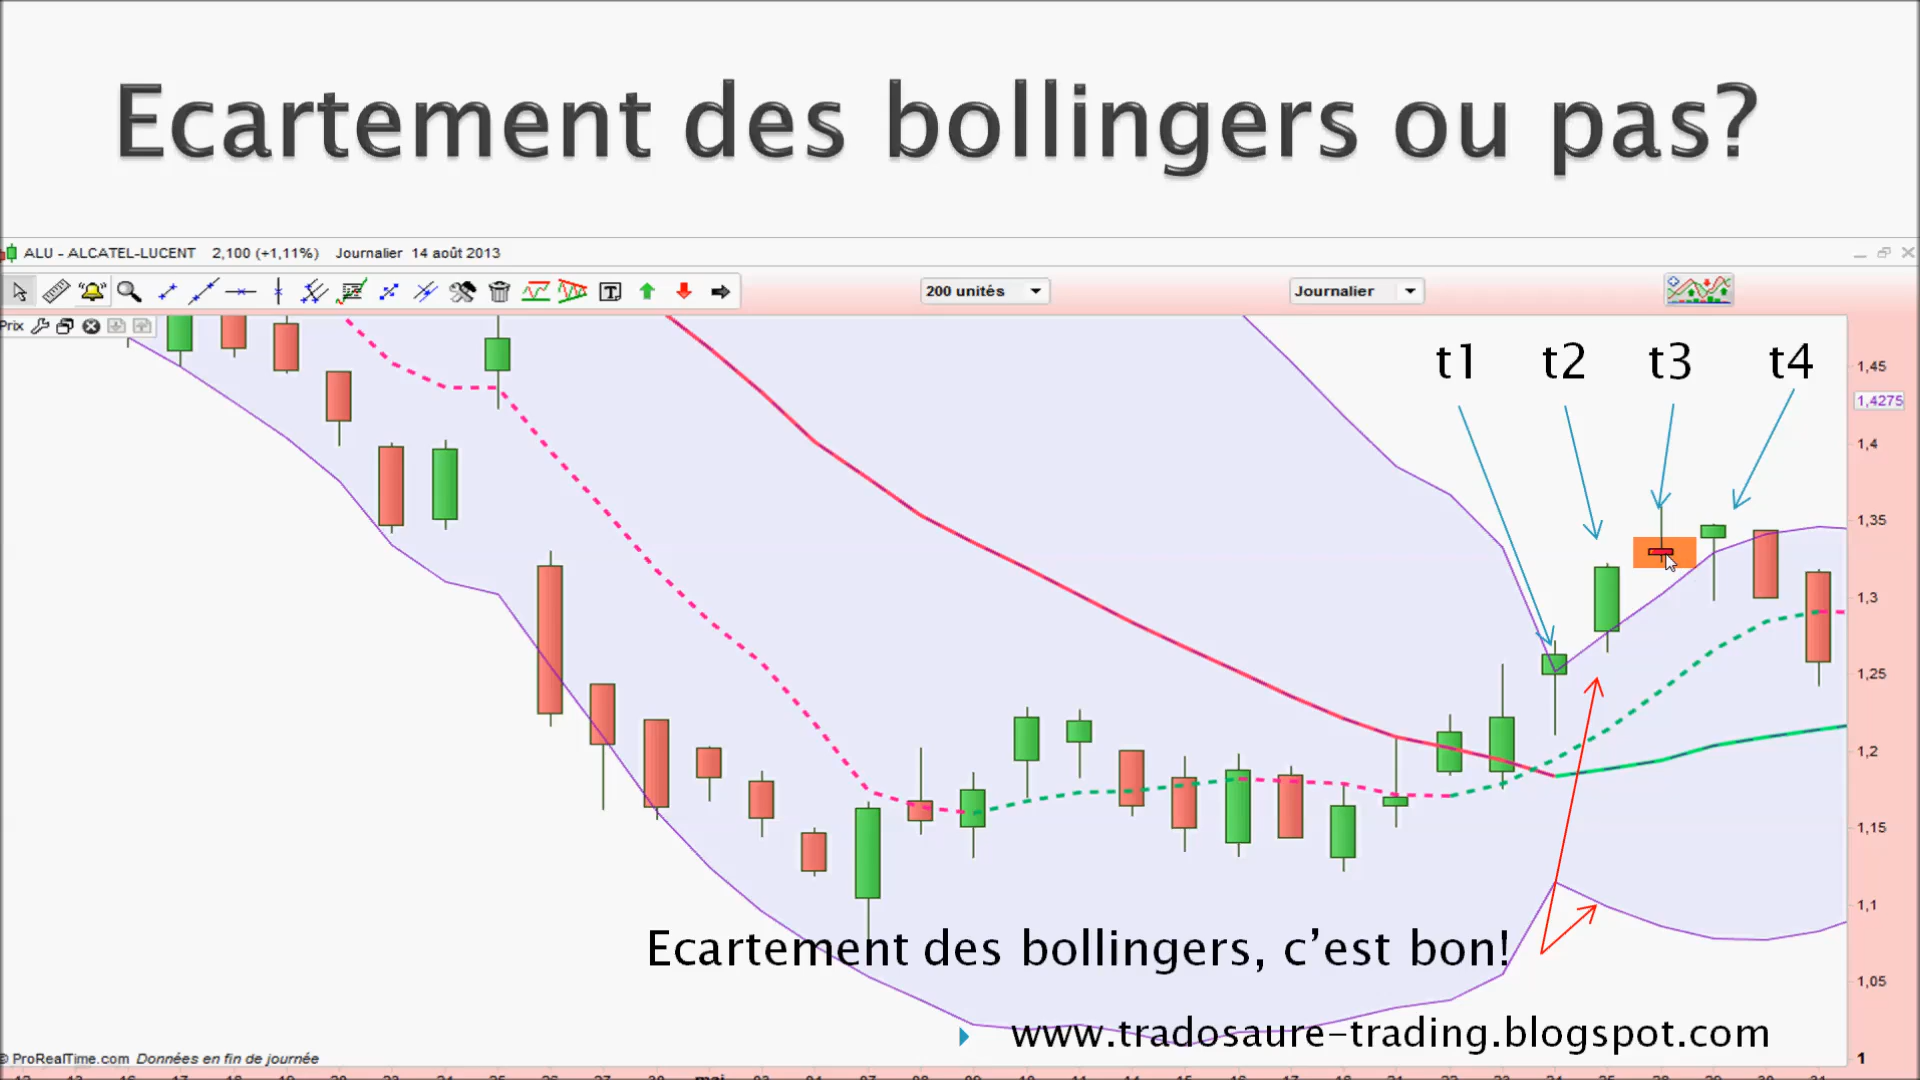 Ecartement des bollingers ou pas?
ALU - ALCATEL-LUCENT 2,100 (+1,11%) Journalier 14 août 2013
200 unités
Journalier
Prix
t1 t2 t3 t4
1,45
1,4275
1,4
1,35
1,3
1,25
1,2
1,15
1,1
1,05
1
Ecartement des bollingers, c’est bon!
www.tradosaure-trading.blogspot.com
© ProRealTime.com Données en fin de journée
mai